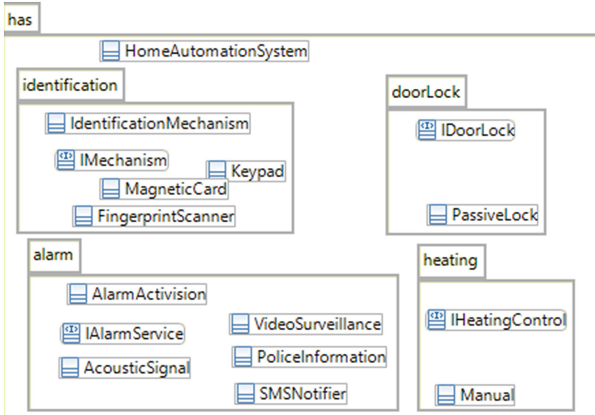 has
HomeAutomationSystem
identification
IdentificationMechanism
IMechanism
Keypad
MagneticCard
FingerprintScanner
doorLock
IDoorLock
PassiveLock
alarm
AlarmActivision
IAlarmService
AcousticSignal
VideoSurveillance
PoliceInformation
SMSNotifier
heating
IHeatingControl
Manual